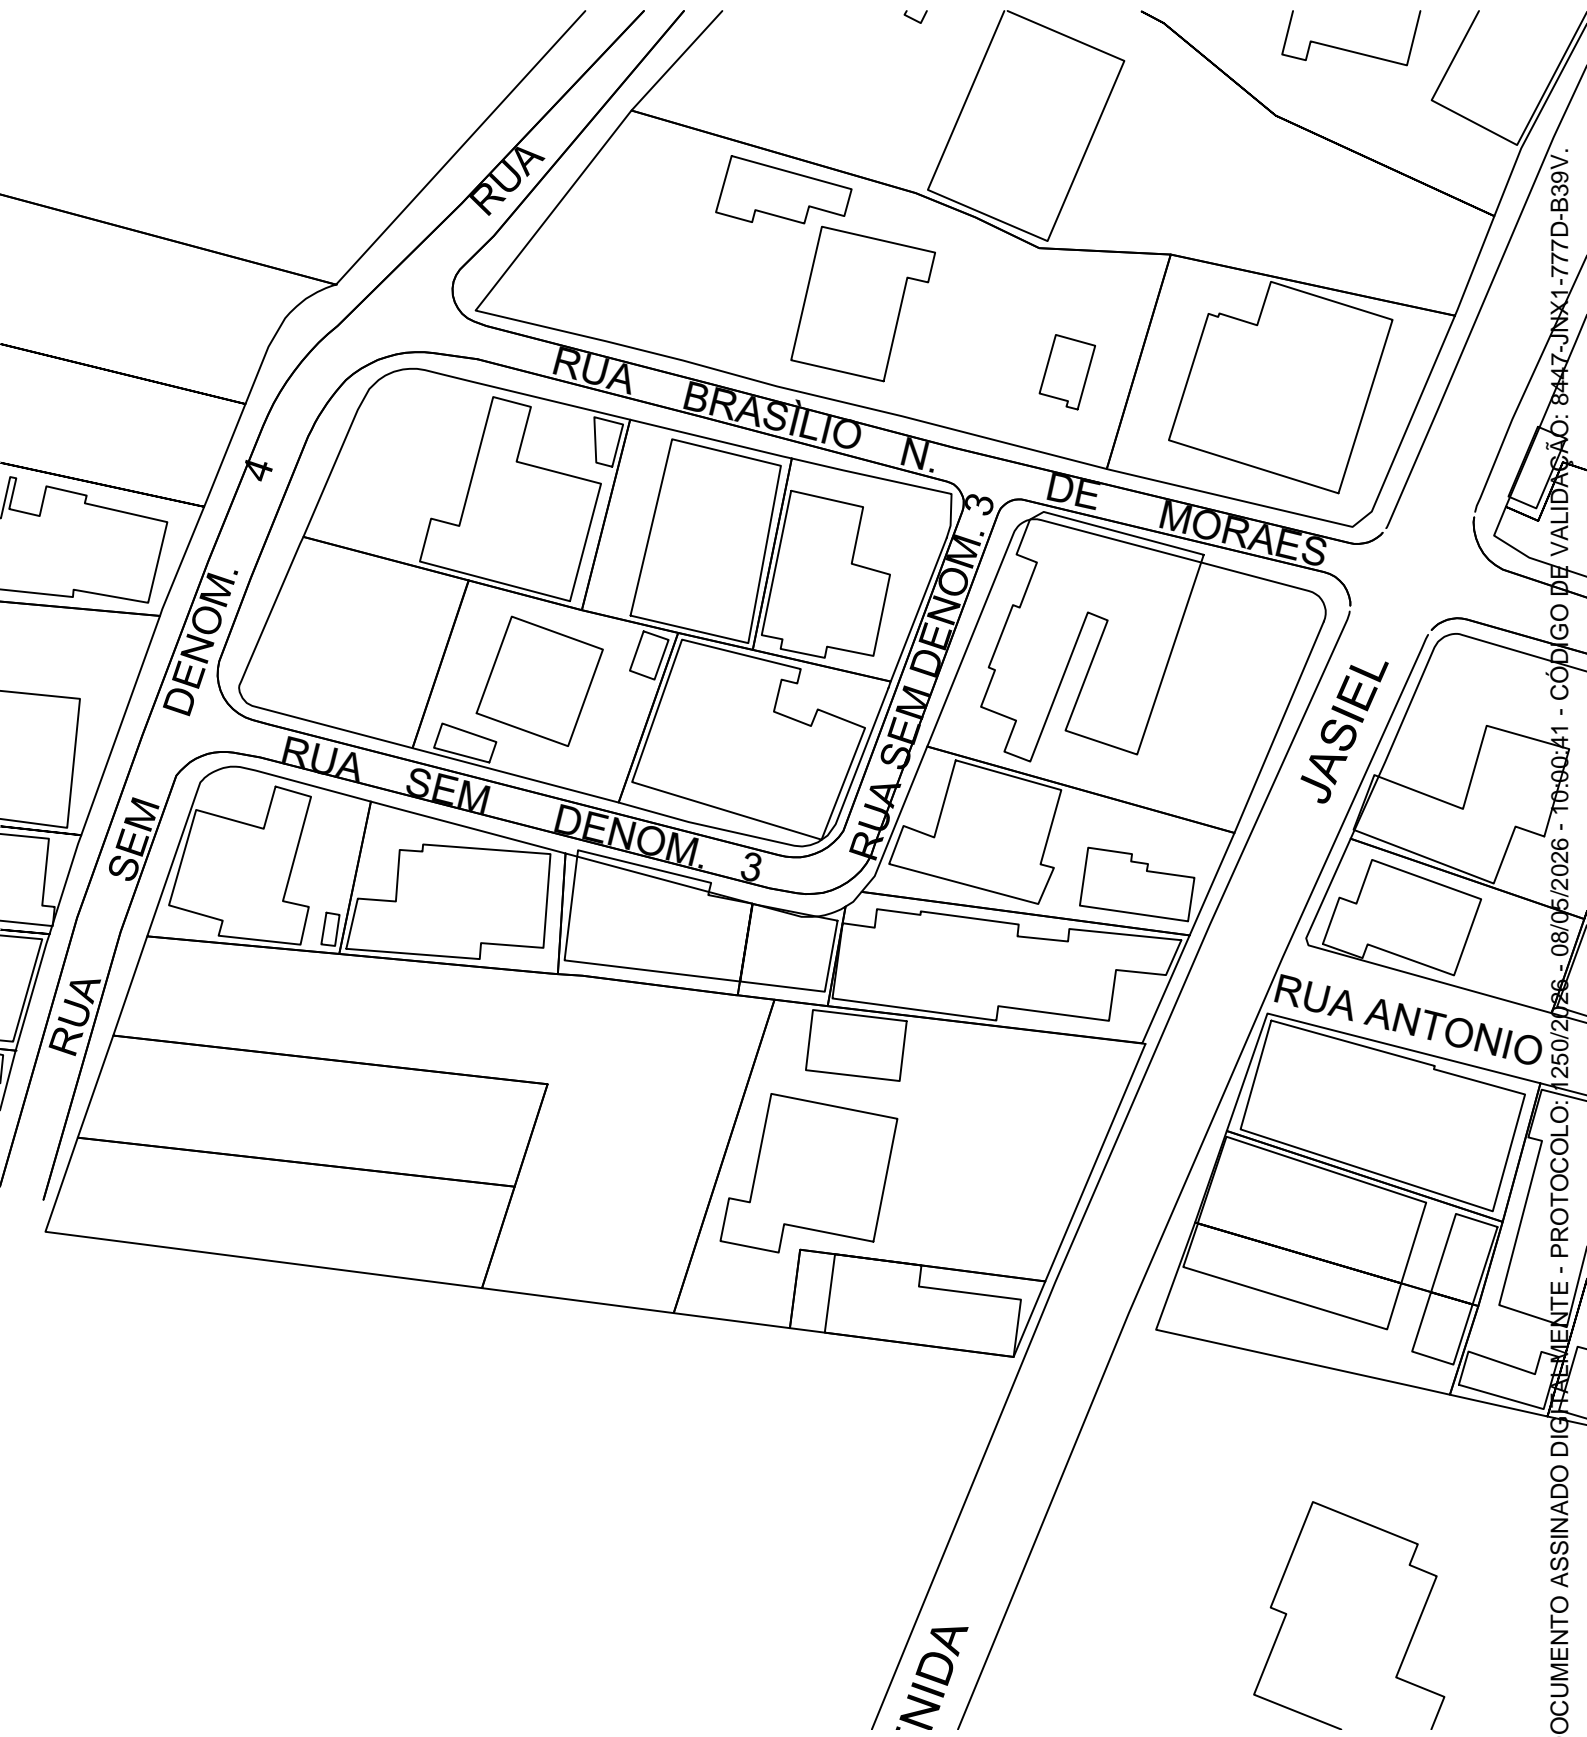 RUA
RUA BRASÌLIO N. DE MORAES
RUA SEM DENOM. 4
RUA SEM DENOM. 3
RUA SEM DENOM. 3
JASIEL
RUA ANTONIO
ENIDA
OCUMENTO ASSINADO DIGITALMENTE - PROTOCOLO: 1250/2026 - 08/05/2026 - 10:00:41 - CÓDIGO DE VALIDAÇÃO: 8447-JNX1-777D-B39V.